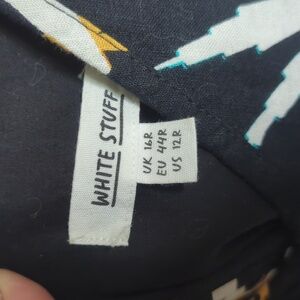 WHITE STUFF
UK 16R
EU 44R
US 12R